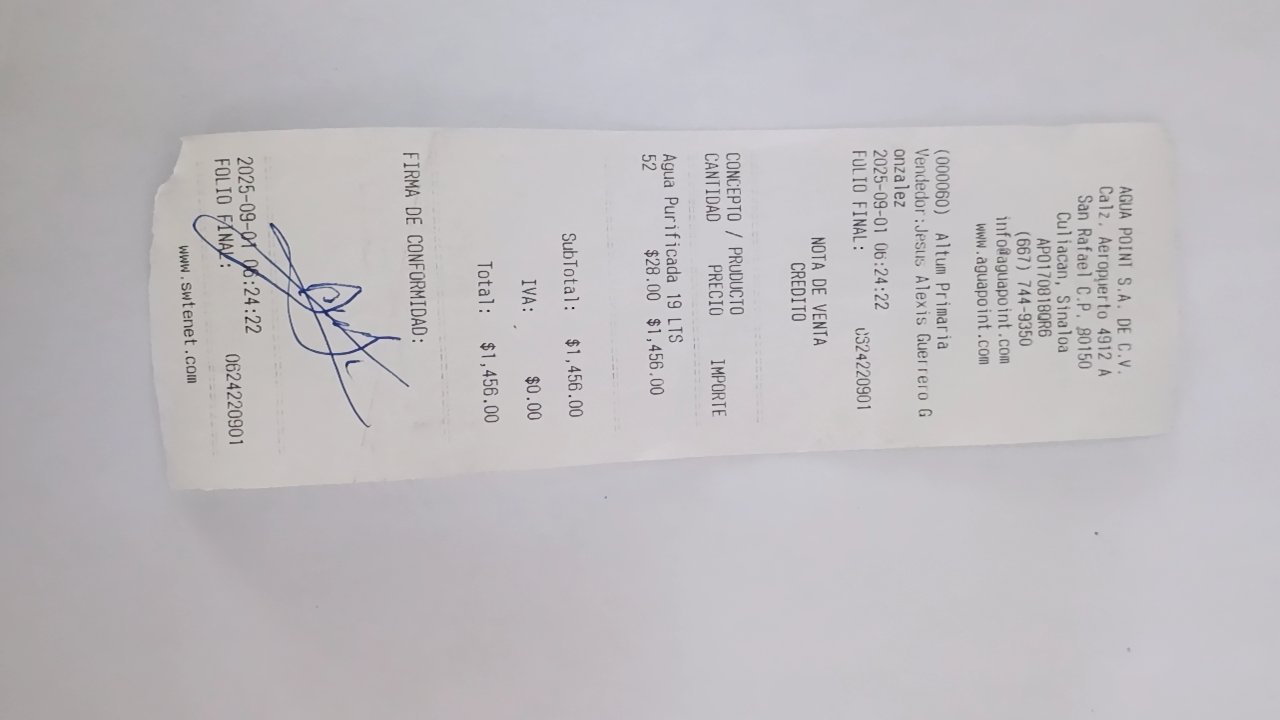 AGUA POINT S.A. DE C.V.
Calz. Aeropuerto 4912 A
San Rafael C.P. 80150
Culiacan, Sinaloa
APO170818QR6
(667) 744-9350
info@aguapoint.com
www.aguapoint.com
(000060) Altum Primaria
Vendedor:Jesus Alexis Guerrero G
onzalez
2025-09-01 06:24:22
FOLIO FINAL: 0624220901
NOTA DE VENTA
CREDITO
CONCEPTO / PRODUCTO
CANTIDAD PRECIO IMPORTE
Agua Purificada 19 LTS
52 $28.00 $1,456.00
SubTotal: $1,456.00
IVA: $0.00
Total: $1,456.00
FIRMA DE CONFORMIDAD:
2025-09-01 06:24:22
FOLIO FINAL: 0624220901
www.swtenet.com